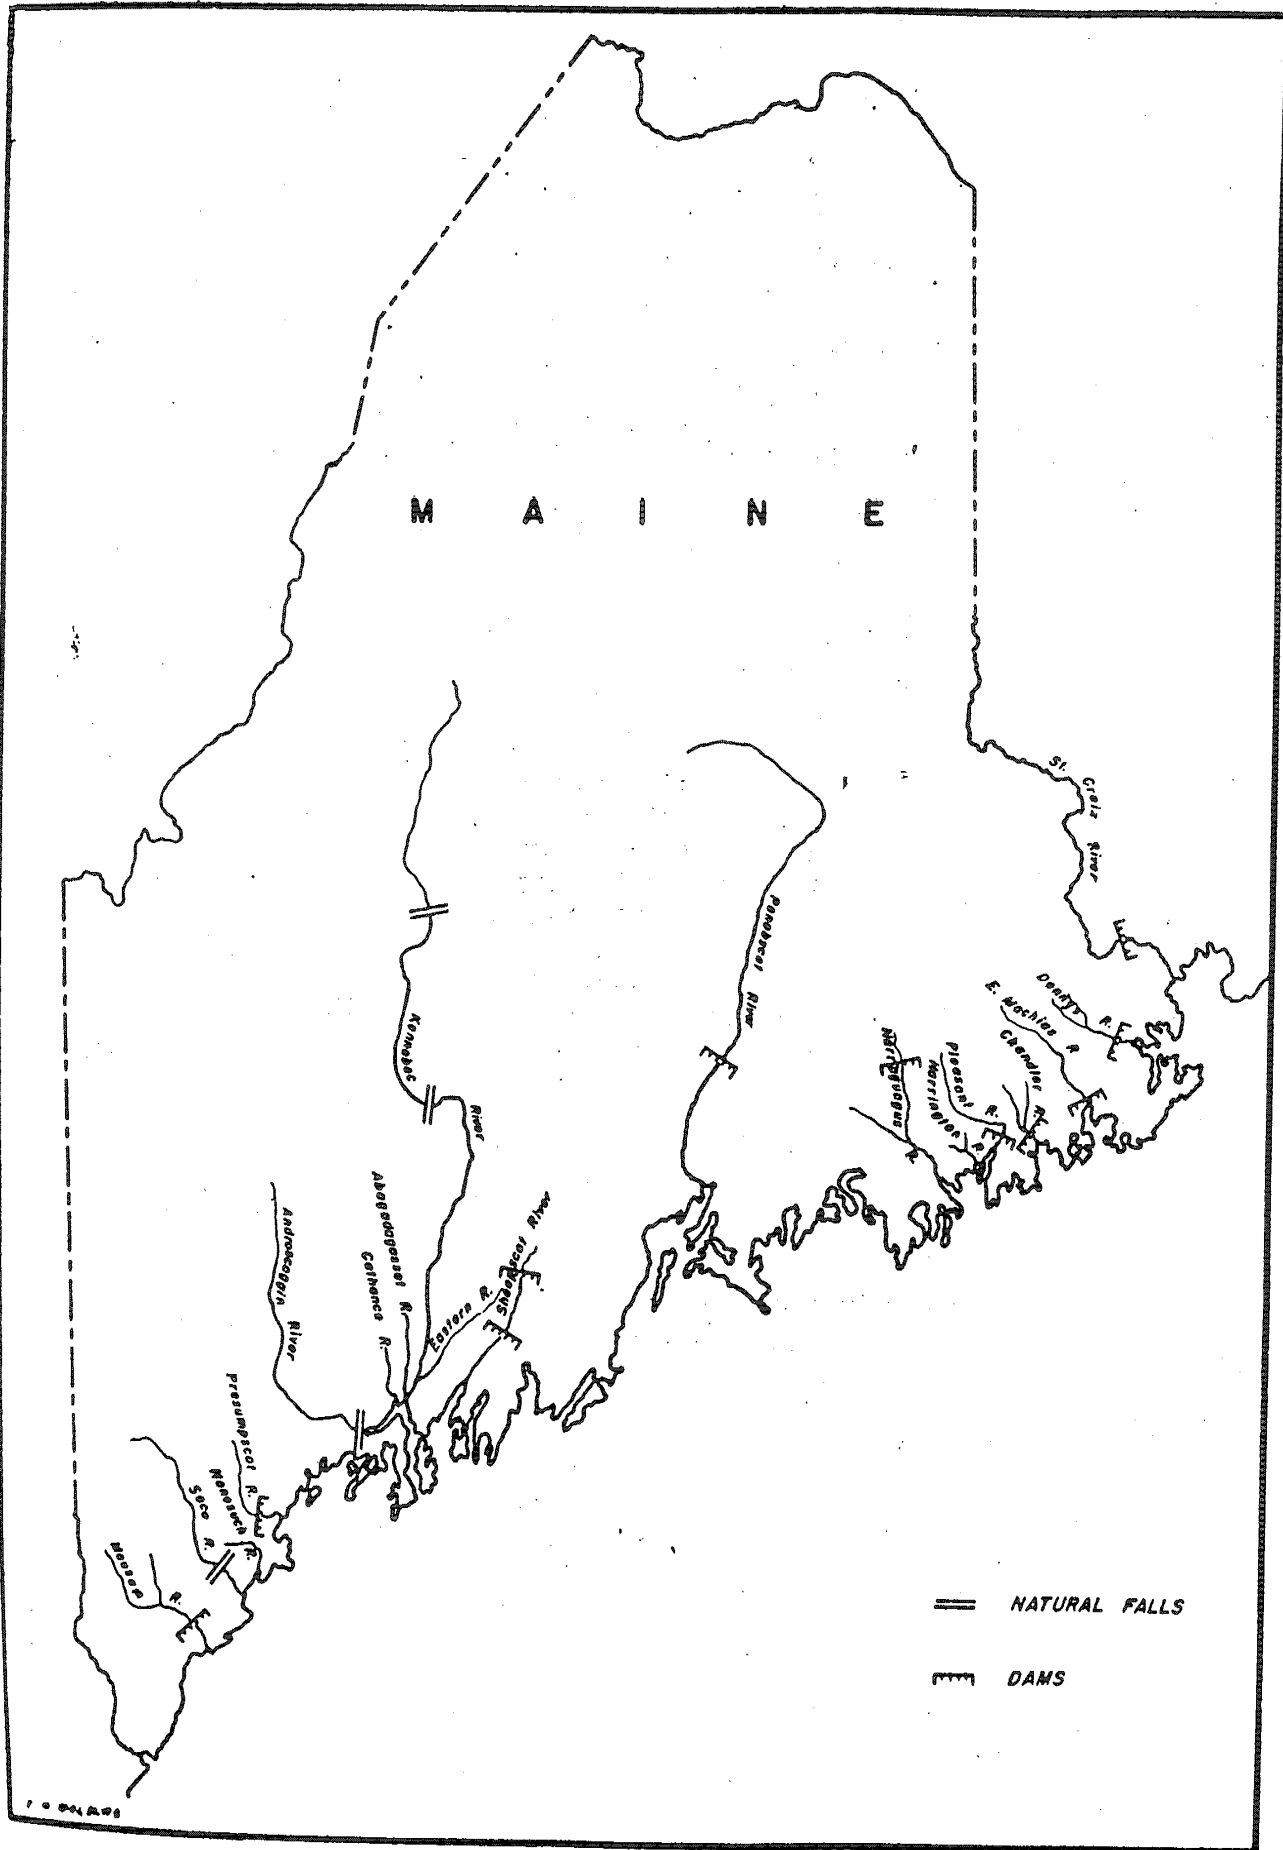 M A I N E
St. Croix River
Penobscot River
Dennys R.
E. Machias R
Chandler R.
Pleasant R.
Harrington R.
Narraguagus R.
Kennebec River
Abagadasset R.
Cathance R.
Eastern R.
Sheepscot River
Androscoggin River
Presumpscot R.
Nonesuch R.
Saco R.
Mousam R.
NATURAL FALLS
DAMS